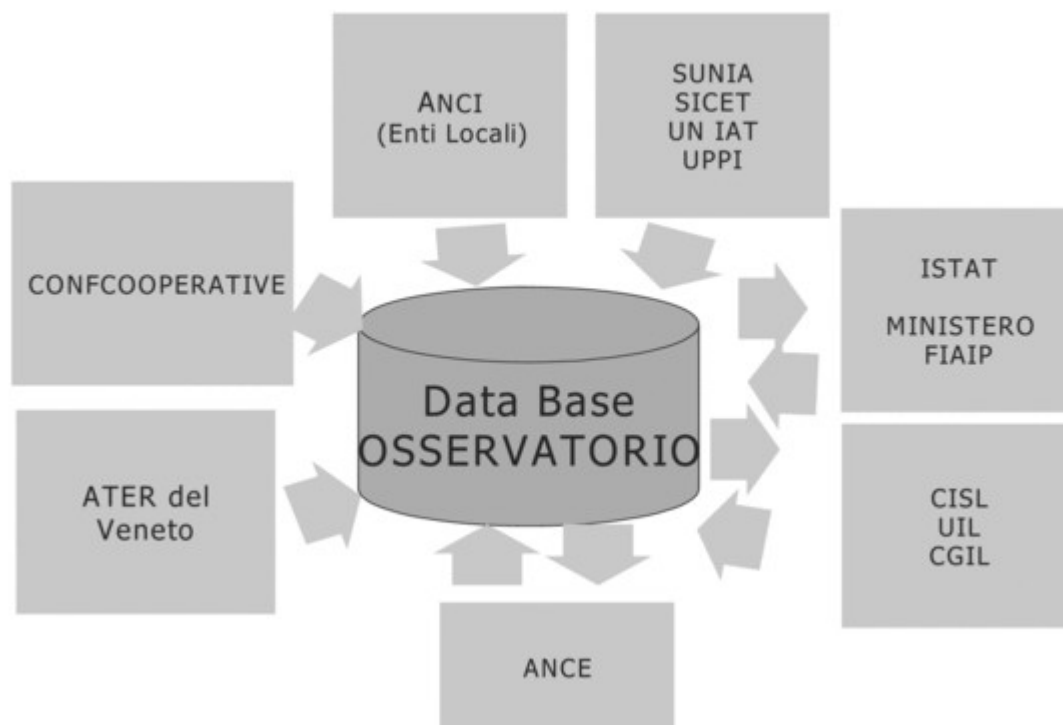 ANCI
(Enti Locali)
SUNIA
SICET
UN IAT
UPPI
CONFCOOPERATIVE
ISTAT
MINISTERO
FIAIP
Data Base
OSSERVATORIO
ATER del
Veneto
CISL
UIL
CGIL
ANCE